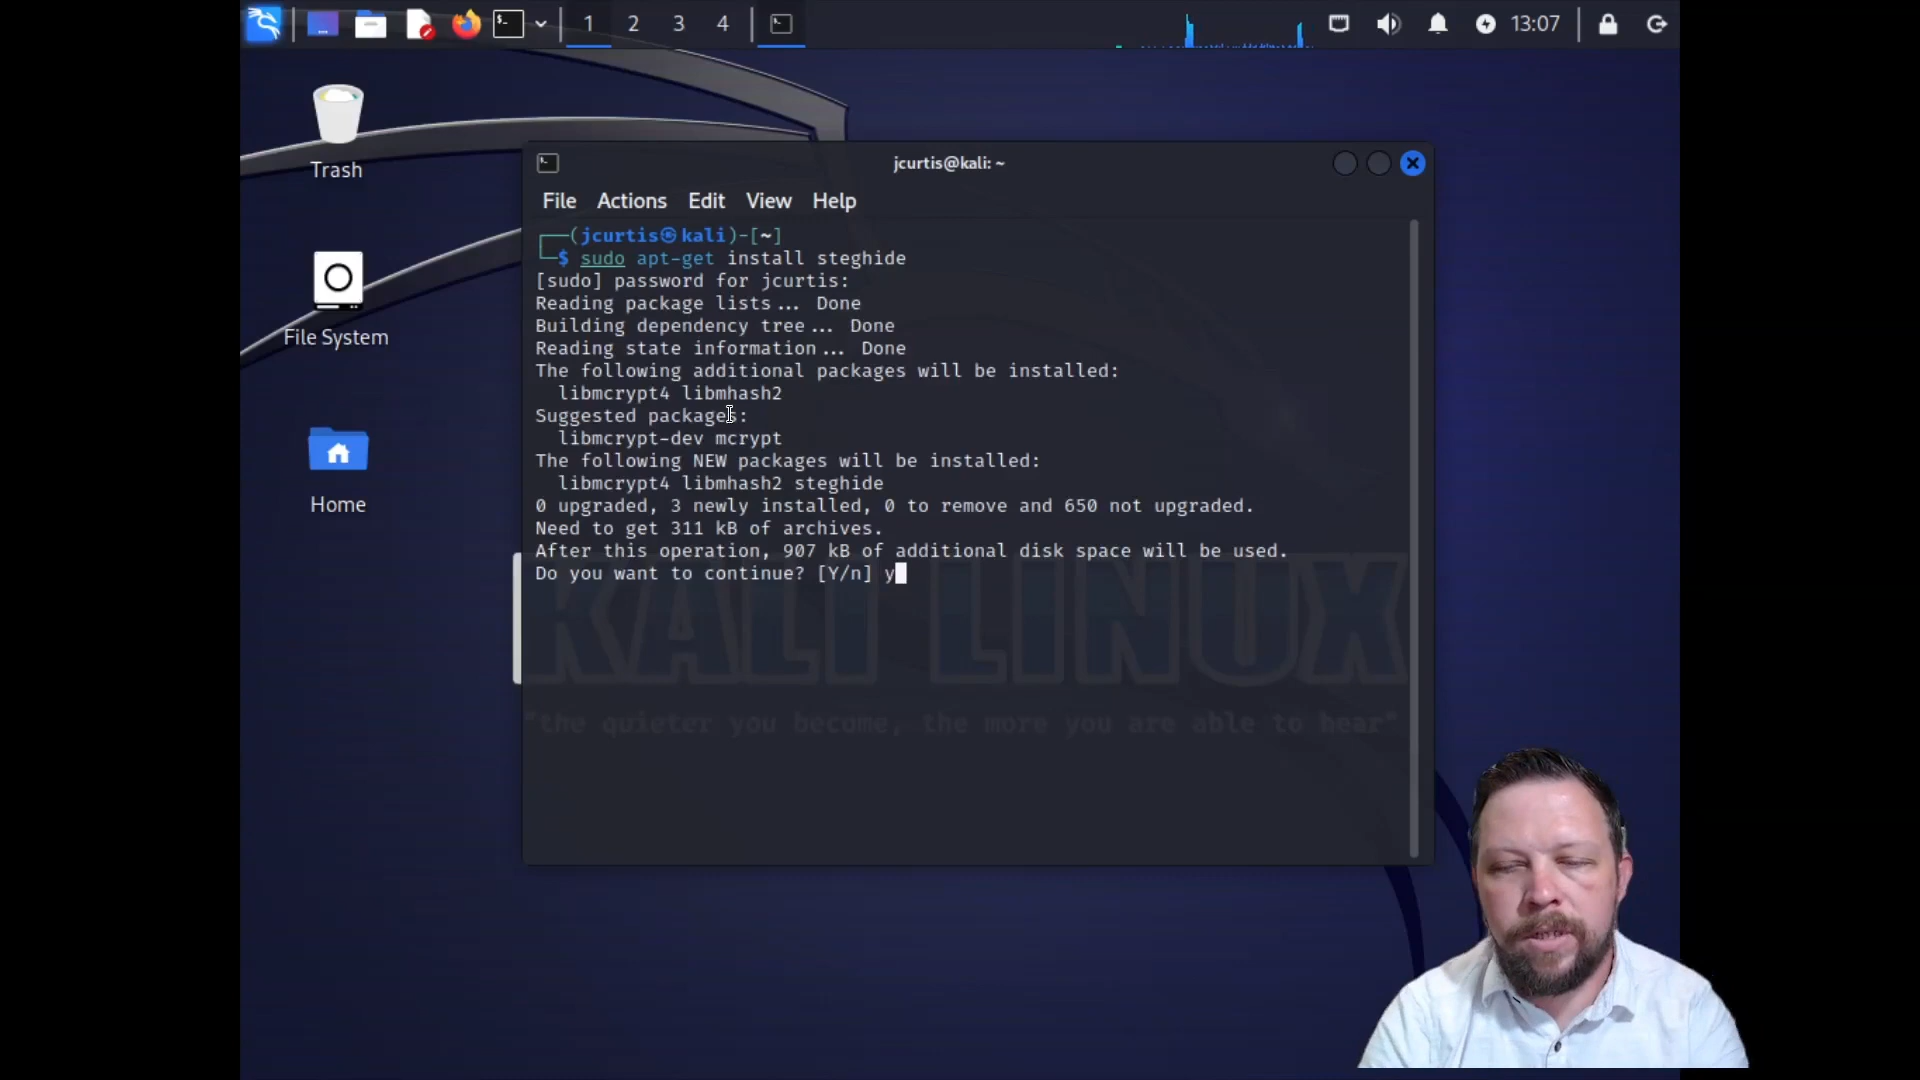 1 2 3 4
13:07
Trash
File System
Home
jcurtis@kali: ~
File Actions Edit View Help
┌──(jcurtis㉿kali)-[~]
└─$ sudo apt-get install steghide
[sudo] password for jcurtis:
Reading package lists... Done
Building dependency tree... Done
Reading state information... Done
The following additional packages will be installed:
libmcrypt4 libmhash2
Suggested packages:
libmcrypt-dev mcrypt
The following NEW packages will be installed:
libmcrypt4 libmhash2 steghide
0 upgraded, 3 newly installed, 0 to remove and 650 not upgraded.
Need to get 311 kB of archives.
After this operation, 907 kB of additional disk space will be used.
Do you want to continue? [Y/n] y
KALI LINUX
"the quieter you become, the more you are able to hear"